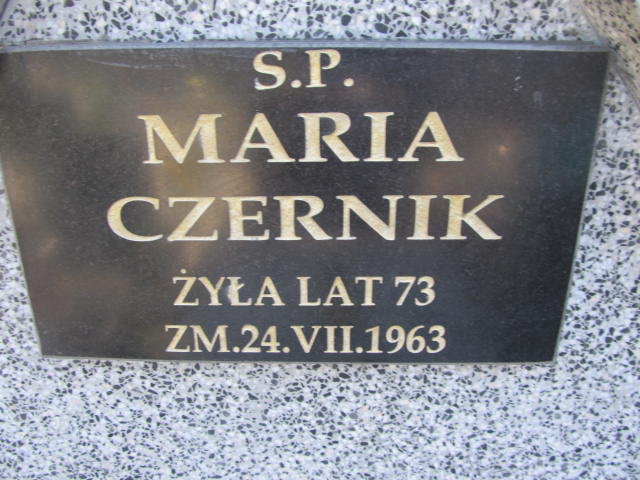 S.P.
MARIA
CZERNIK
ŻYŁA LAT 73
ZM.24.VII.1963